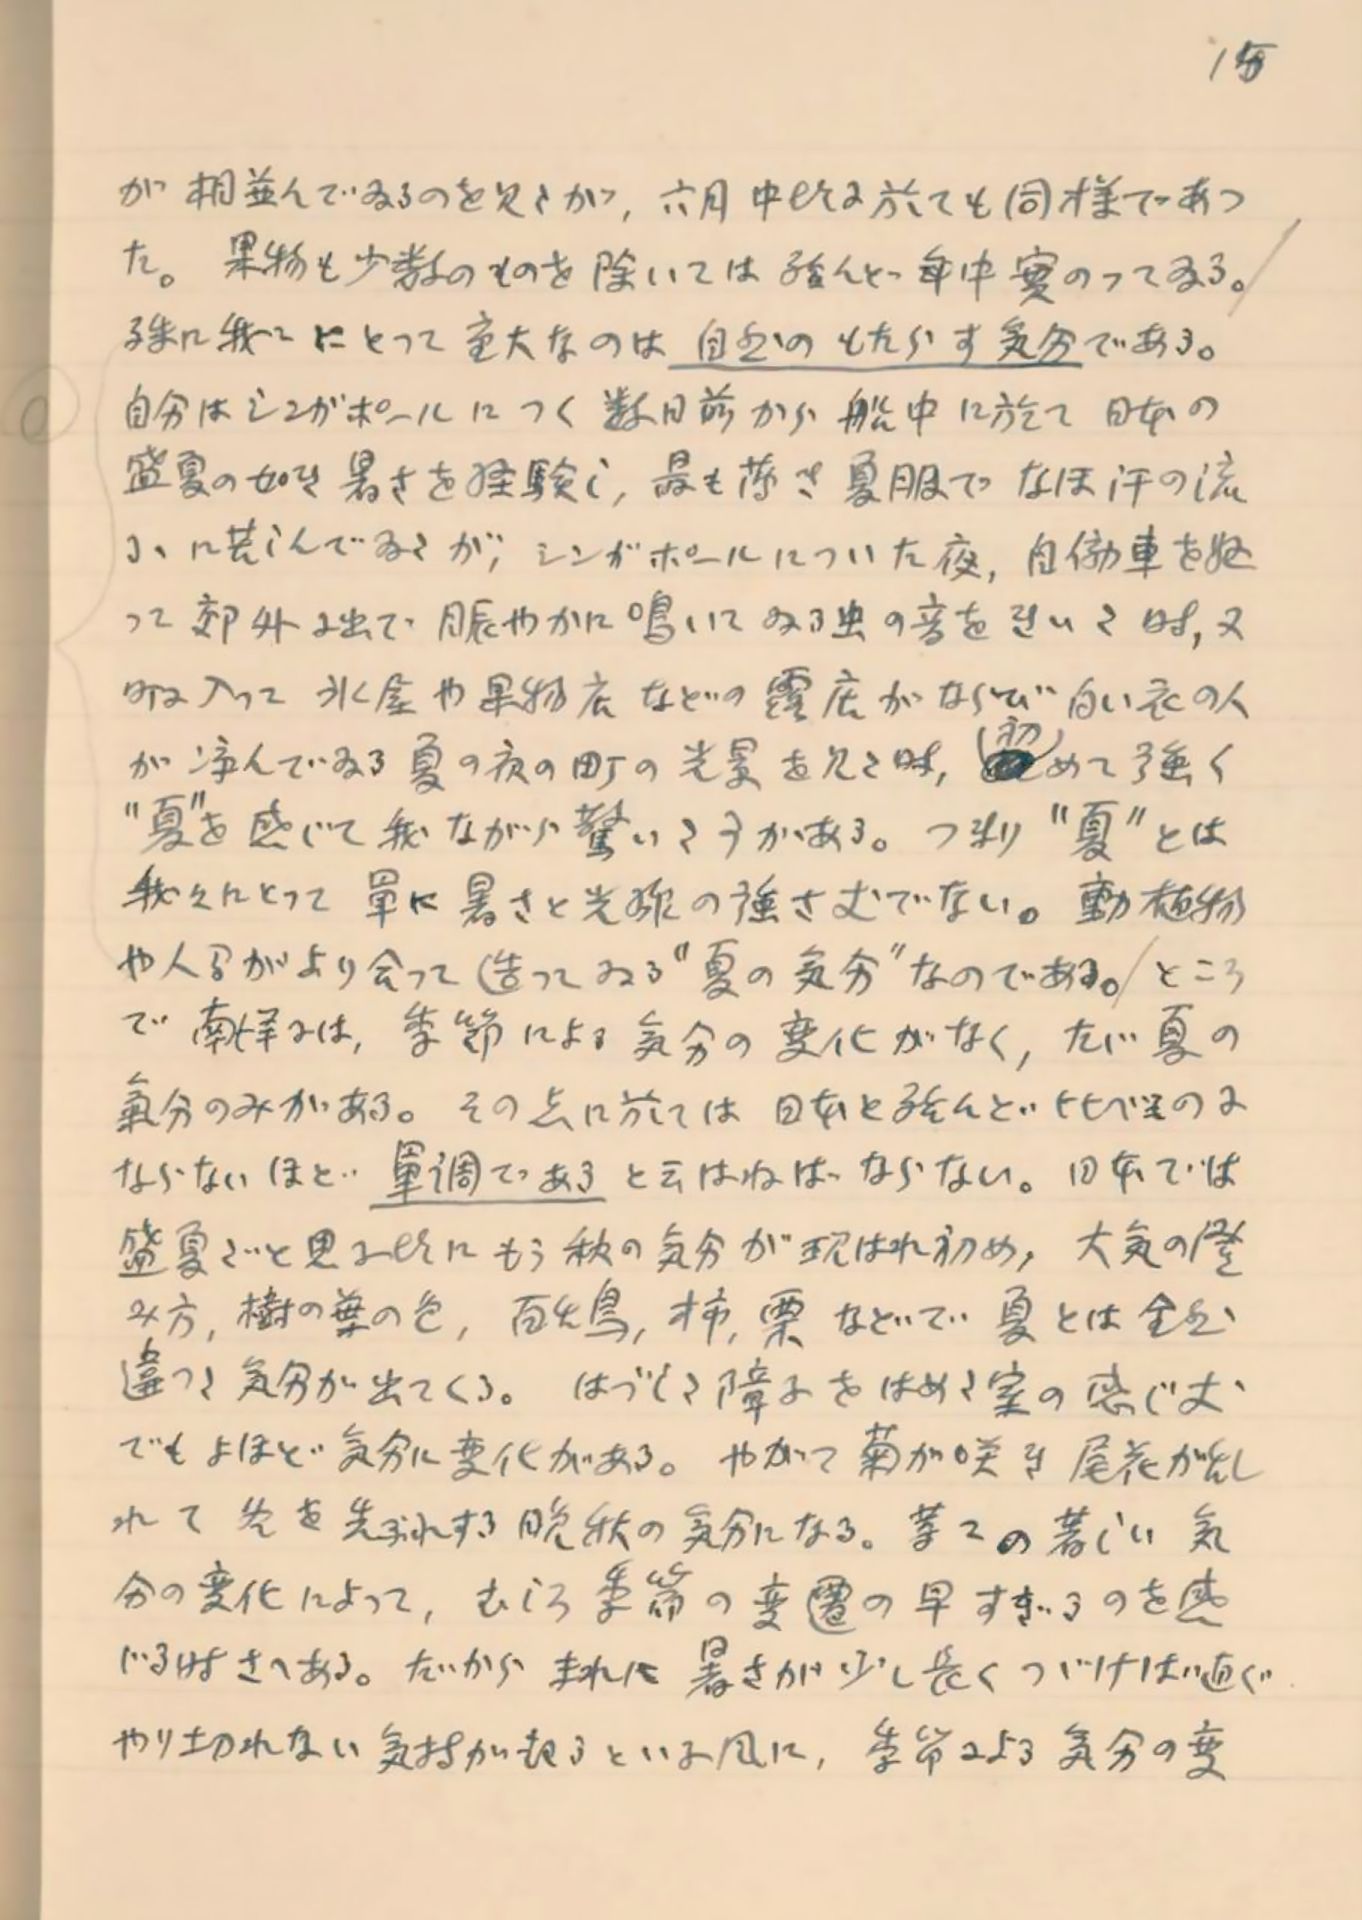 が相並んでゐるのを見たが，六月中旬に於ても同様であつ
た。 果物も少数のものを除いては殆んど年中実のつてゐる。
殊に我々にとつて重大なのは自然のもたらす気分である。
自分はシンガポールにつく数日前から船中に於て日本の
盛夏の如き暑さを経験し，最も薄き夏服でなほ汗の流
るゝに苦しんでゐたが，シンガポールについた夜，自働車を駆
つて郊外に出で賑やかに鳴いてゐる虫の音をきいた時，又
町に入つて氷屋や果物店などの露店がならび白い衣の人
が涼んでゐる夏の夜の町の光景を見た時，(初)めて強く
"夏"を感じて我ながら驚いた事がある。つまり"夏"とは
我々にとつて單に暑さと光線の強さ丈でない。動植物
や人間がより会つて造つてゐる"夏の気分"なのである。/ところ
で南洋には，季節による気分の変化がなく，たゞ夏の
氣分のみがある。その点に於ては日本と殆んど比べものに
ならないほど 單調であると云はねばならない。日本では
盛夏だと思ふ時にもう秋の気分が現はれ初め，大気の澄
み方，樹の葉の色，百舌鳥，柿，栗などで夏とは全然
違つた気分が出てくる。 はづした障子をはめた室の感じ丈
でもよほど気分に変化がある。やがて菊が咲き尾花が乱
れて冬を先ぶれする晩秋の気分になる。等々の著しい気
分の変化によつて，むしろ季節の変遷の早すぎるのを感
じる時さへある。だからまれに暑さが少し長くつゞけば直ぐ
やり切れない気持が起るといふ風に，季節による気分の変